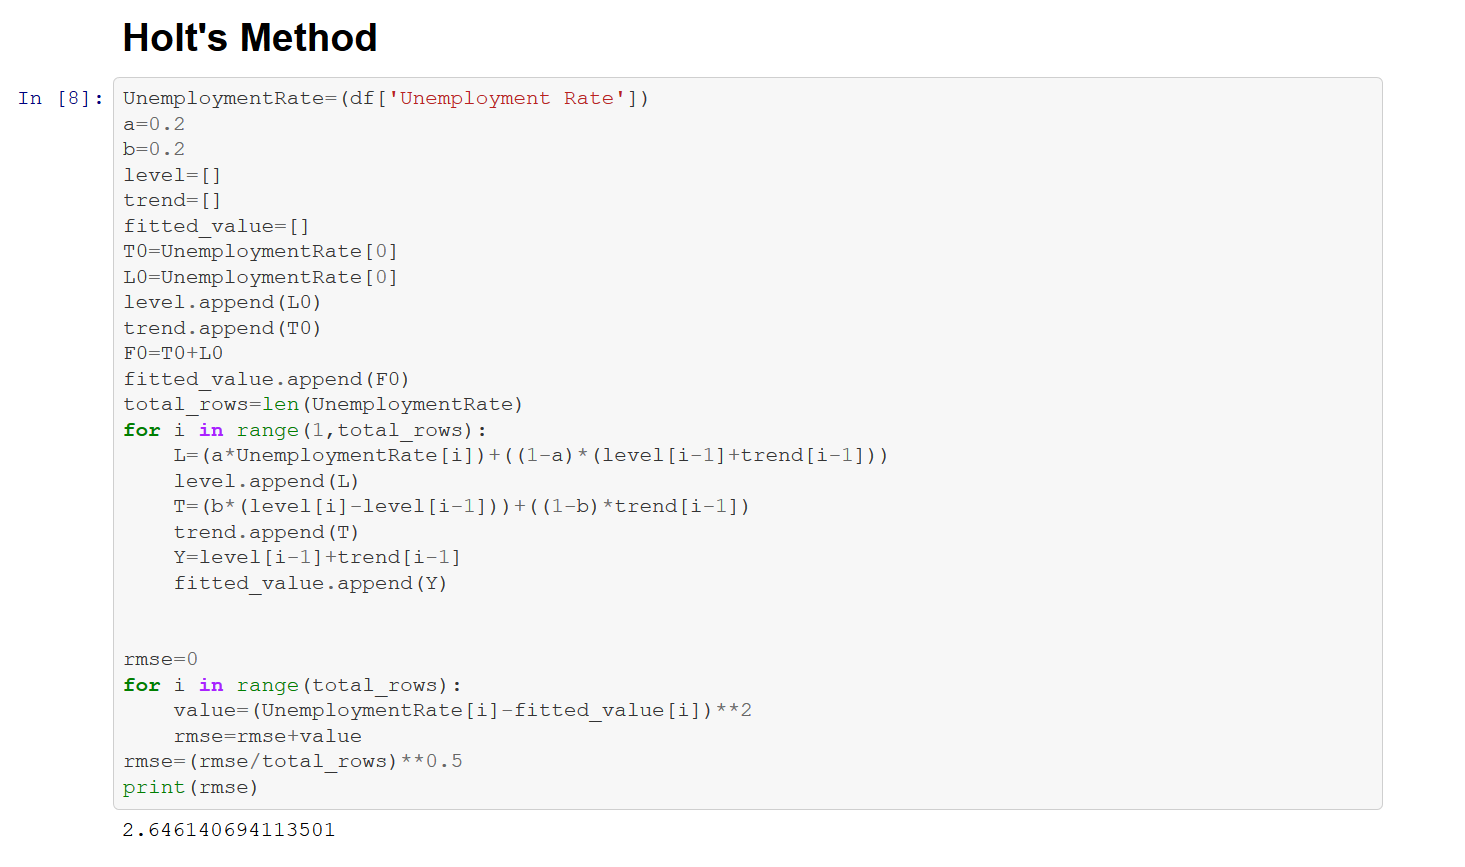 Holt's Method
In [8]: UnemploymentRate=(df['Unemployment Rate'])
a=0.2
b=0.2
level=[]
trend=[]
fitted_value=[]
T0=UnemploymentRate[0]
L0=UnemploymentRate[0]
level.append(L0)
trend.append(T0)
F0=T0+L0
fitted_value.append(F0)
total_rows=len(UnemploymentRate)
for i in range(1,total_rows):
    L=(a*UnemploymentRate[i])+((1-a)*(level[i-1]+trend[i-1]))
    level.append(L)
    T=(b*(level[i]-level[i-1]))+((1-b)*trend[i-1])
    trend.append(T)
    Y=level[i-1]+trend[i-1]
    fitted_value.append(Y)
rmse=0
for i in range(total_rows):
    value=(UnemploymentRate[i]-fitted_value[i])**2
    rmse=rmse+value
rmse=(rmse/total_rows)**0.5
print(rmse)
2.646140694113501